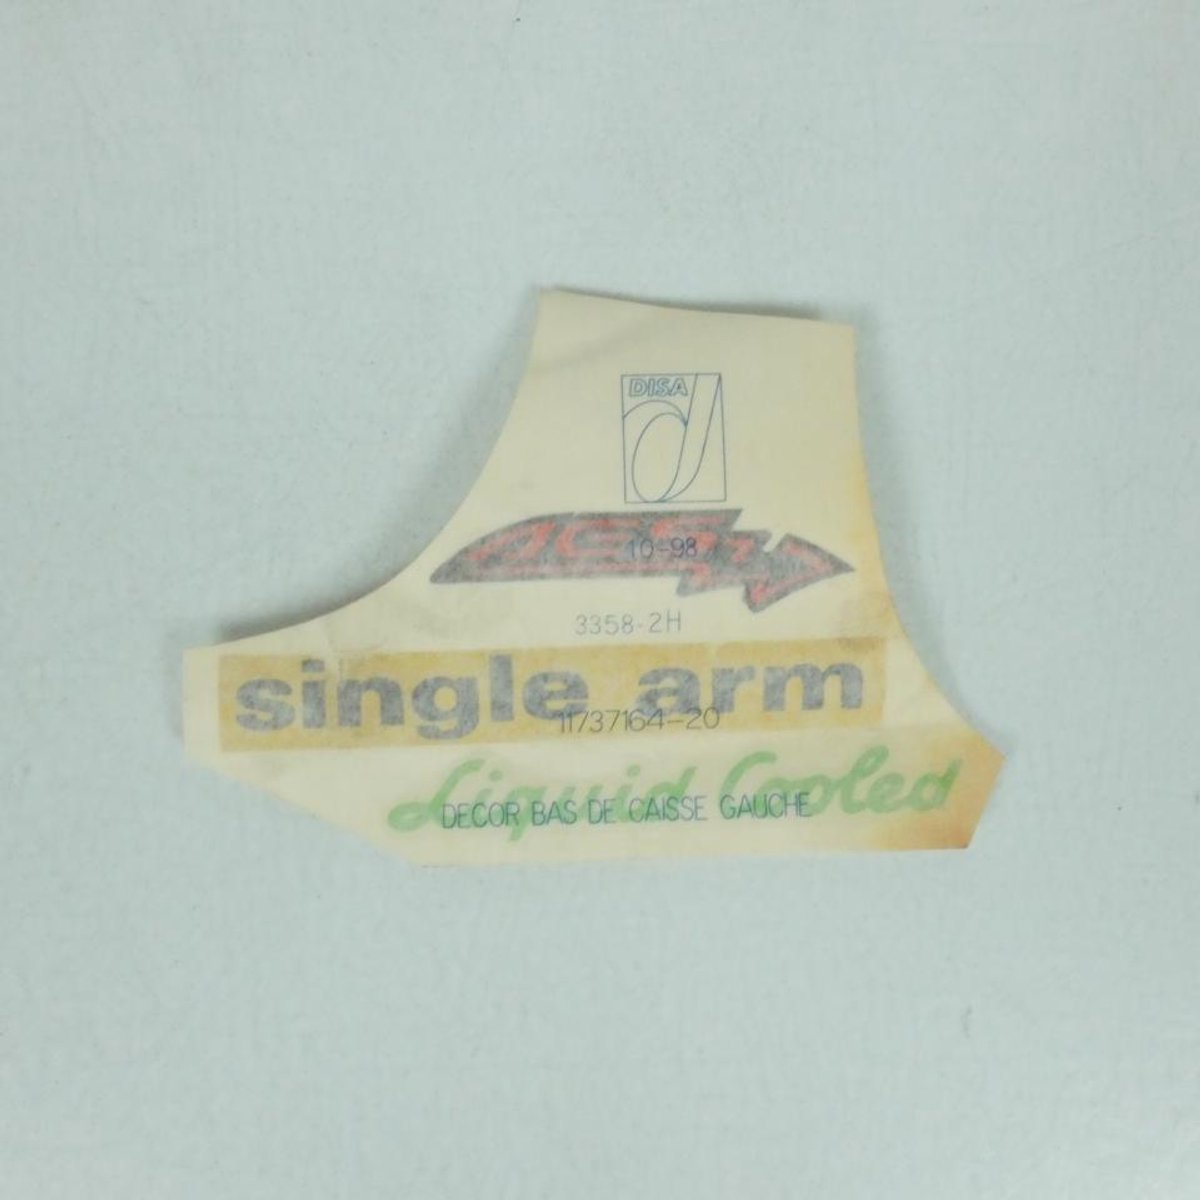 DISA
10-98
3358-2H
single arm
11737164-20
Liquid Cooled
DECOR BAS DE CAISSE GAUCHE